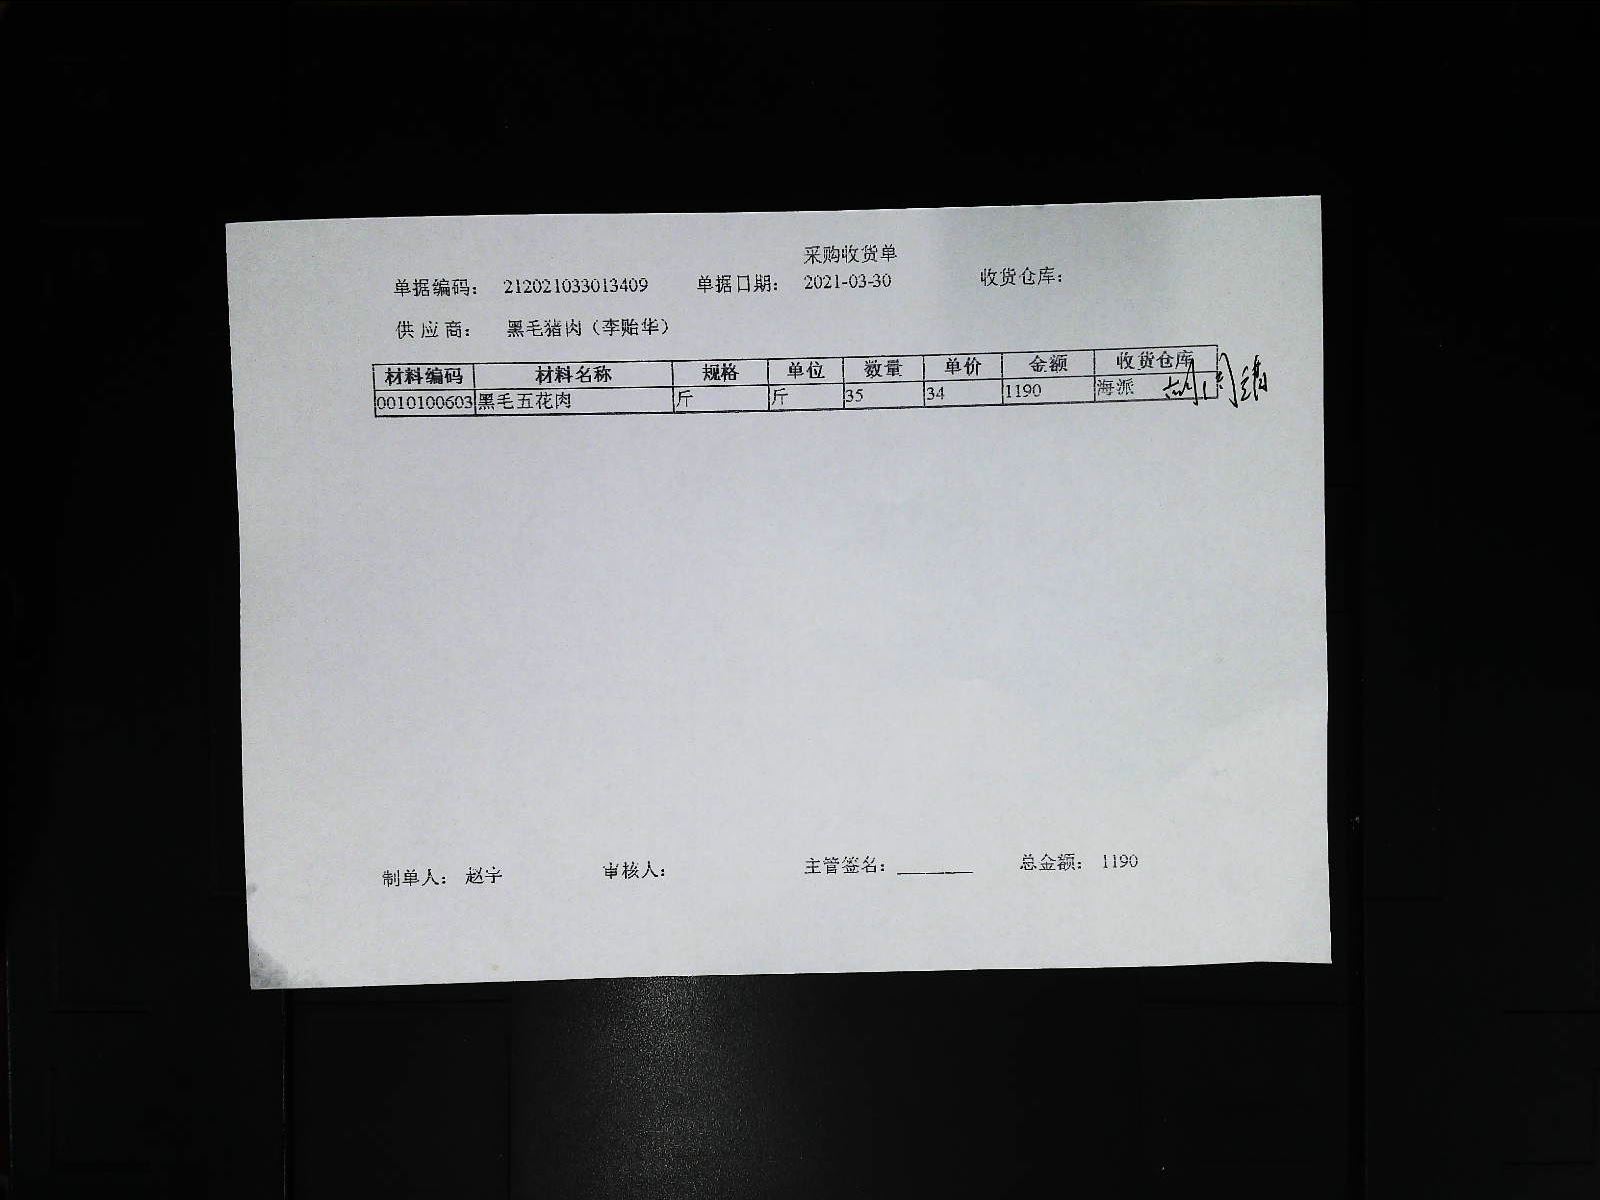 采购收货单
单据编码： 212021033013409 单据日期： 2021-03-30 收货仓库：
供应商： 黑毛猪肉（李贻华）
材料编码 材料名称 规格 单位 数量 单价 金额 收货仓库
0010100603 黑毛五花肉 斤 斤 35 34 1190 海派
制单人： 赵宇 审核人： 主管签名：______ 总金额： 1190